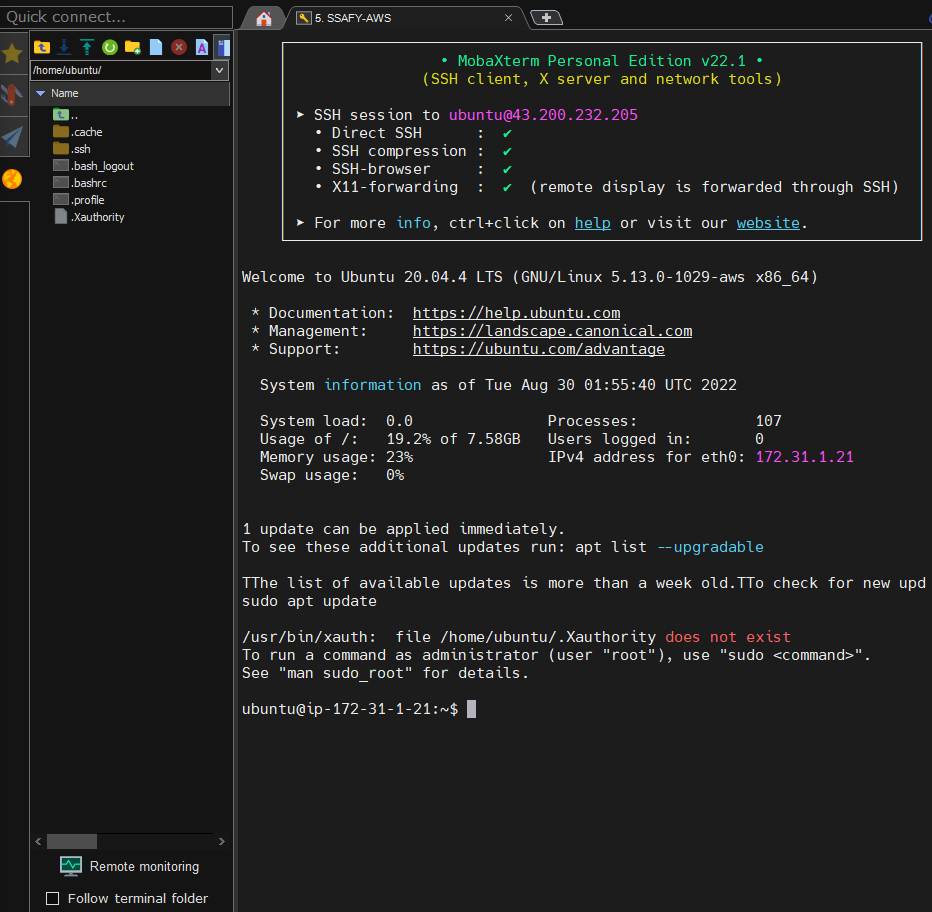 Quick connect...
5. SSAFY-AWS
/home/ubuntu/
Name
..
.cache
.ssh
.bash_logout
.bashrc
.profile
.Xauthority
Remote monitoring
Follow terminal folder
• MobaXterm Personal Edition v22.1 •
(SSH client, X server and network tools)
➤ SSH session to ubuntu@43.200.232.205
• Direct SSH : ✔
• SSH compression : ✔
• SSH-browser : ✔
• X11-forwarding : ✔ (remote display is forwarded through SSH)
➤ For more info, ctrl+click on help or visit our website.
Welcome to Ubuntu 20.04.4 LTS (GNU/Linux 5.13.0-1029-aws x86_64)
* Documentation: https://help.ubuntu.com
* Management: https://landscape.canonical.com
* Support: https://ubuntu.com/advantage
System information as of Tue Aug 30 01:55:40 UTC 2022
System load: 0.0 Processes: 107
Usage of /: 19.2% of 7.58GB Users logged in: 0
Memory usage: 23% IPv4 address for eth0: 172.31.1.21
Swap usage: 0%
1 update can be applied immediately.
To see these additional updates run: apt list --upgradable
TThe list of available updates is more than a week old.TTo check for new upd
sudo apt update
/usr/bin/xauth: file /home/ubuntu/.Xauthority does not exist
To run a command as administrator (user "root"), use "sudo <command>".
See "man sudo_root" for details.
ubuntu@ip-172-31-1-21:~$